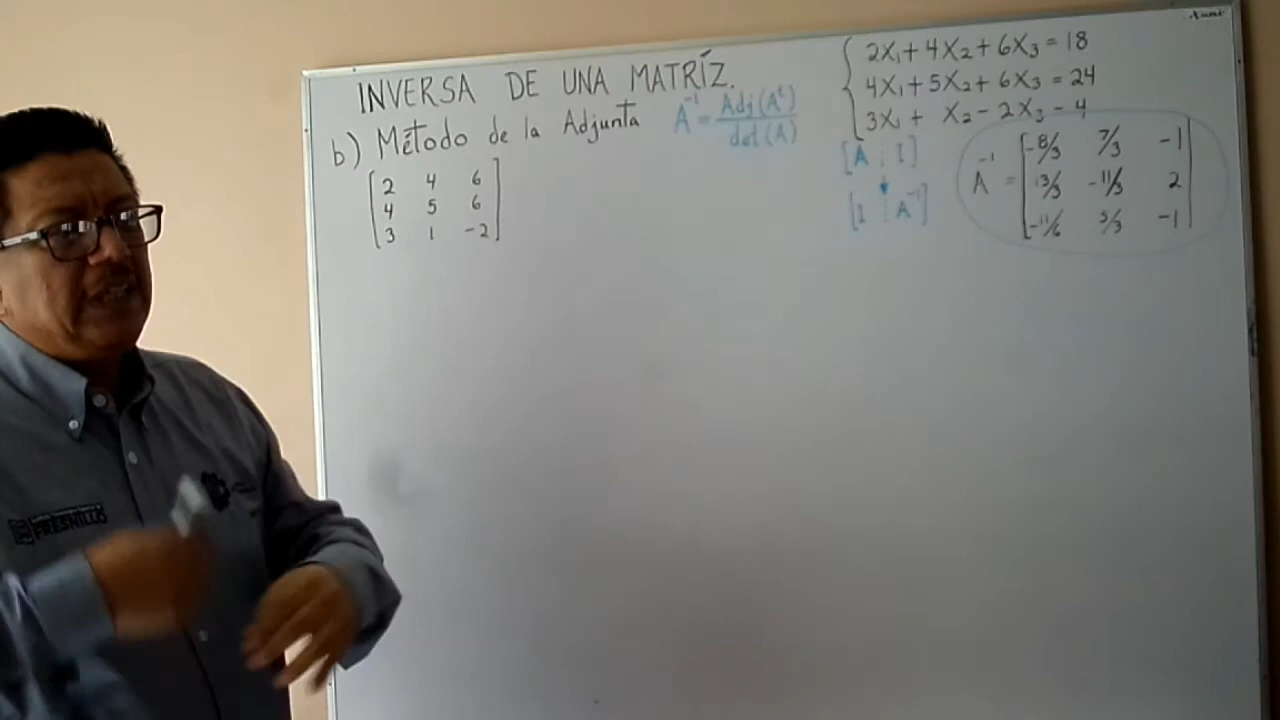 INVERSA DE UNA MATRÍZ.
b) Método de la Adjunta
A⁻¹ = Adj(Aᵗ) / det(A)
2 4 6
4 5 6
3 1 -2
2X₁ + 4X₂ + 6X₃ = 18
4X₁ + 5X₂ + 6X₃ = 24
3X₁ + X₂ - 2X₃ - 4
[A ⋮ I]
[I ⋮ A⁻¹]
A⁻¹ =
-8/3 7/3 -1
13/3 -11/3 2
-11/6 5/3 -1
FRESNILLO